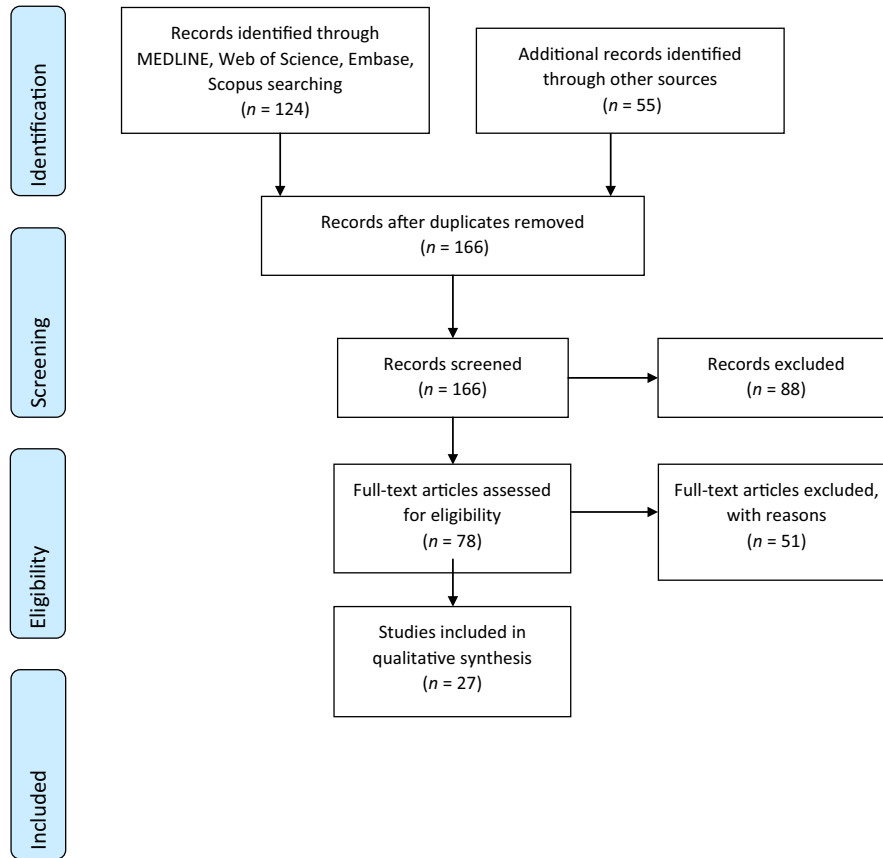 Identification
Records identified through
MEDLINE, Web of Science, Embase,
Scopus searching
(n = 124)
Additional records identified
through other sources
(n = 55)
Records after duplicates removed
(n = 166)
Screening
Records screened
(n = 166)
Records excluded
(n = 88)
Eligibility
Full-text articles assessed
for eligibility
(n = 78)
Full-text articles excluded,
with reasons
(n = 51)
Studies included in
qualitative synthesis
(n = 27)
Included